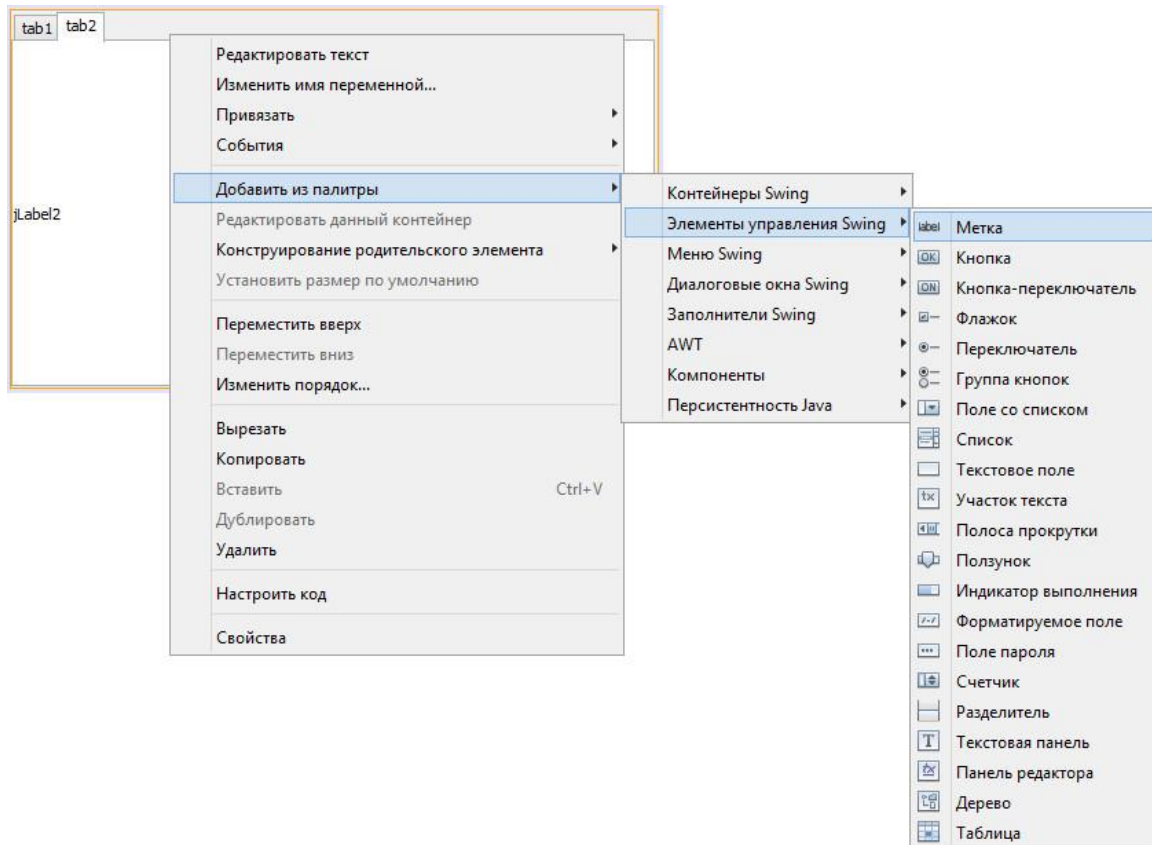 tab1 tab2
jLabel2
Редактировать текст
Изменить имя переменной...
Привязать
События
Добавить из палитры
Редактировать данный контейнер
Конструирование родительского элемента
Установить размер по умолчанию
Переместить вверх
Переместить вниз
Изменить порядок...
Вырезать
Копировать
Вставить Ctrl+V
Дублировать
Удалить
Настроить код
Свойства
Контейнеры Swing
Элементы управления Swing
Меню Swing
Диалоговые окна Swing
Заполнители Swing
AWT
Компоненты
Персистентность Java
label Метка
OK Кнопка
ON Кнопка-переключатель
Флажок
Переключатель
Группа кнопок
Поле со списком
Список
Текстовое поле
tx Участок текста
Полоса прокрутки
Ползунок
Индикатор выполнения
Форматируемое поле
Поле пароля
Счетчик
Разделитель
T Текстовая панель
Панель редактора
Дерево
Таблица